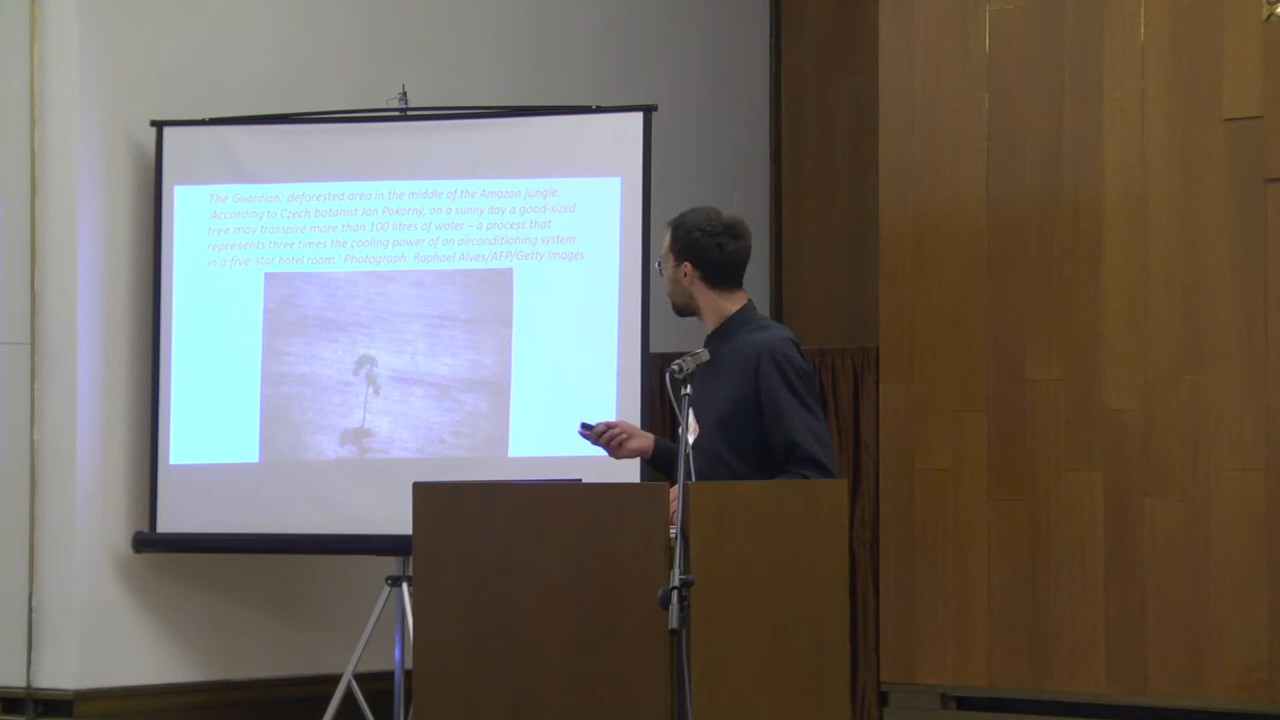 The Guardian: deforested area in the middle of the Amazon jungle.
'According to Czech botanist Jan Pokorný, on a sunny day a good-sized
tree may transpire more than 100 litres of water – a process that
represents three times the cooling power of an airconditioning system
in a five-star hotel room.' Photograph: Raphael Alves/AFP/Getty Images